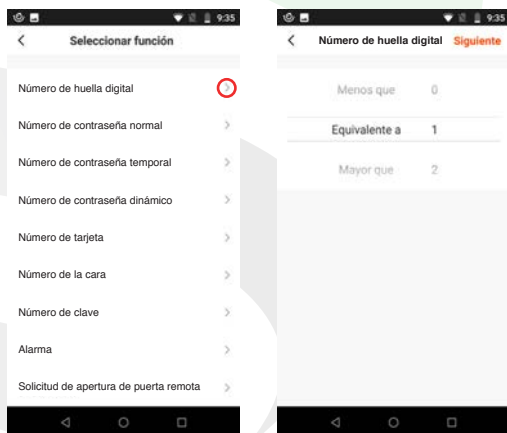 9:35
Seleccionar función
Número de huella digital
Número de contraseña normal
Número de contraseña temporal
Número de contraseña dinámico
Número de tarjeta
Número de la cara
Número de clave
Alarma
Solicitud de apertura de puerta remota
9:35
Número de huella digital Siguiente
Menos que 0
Equivalente a 1
Mayor que 2